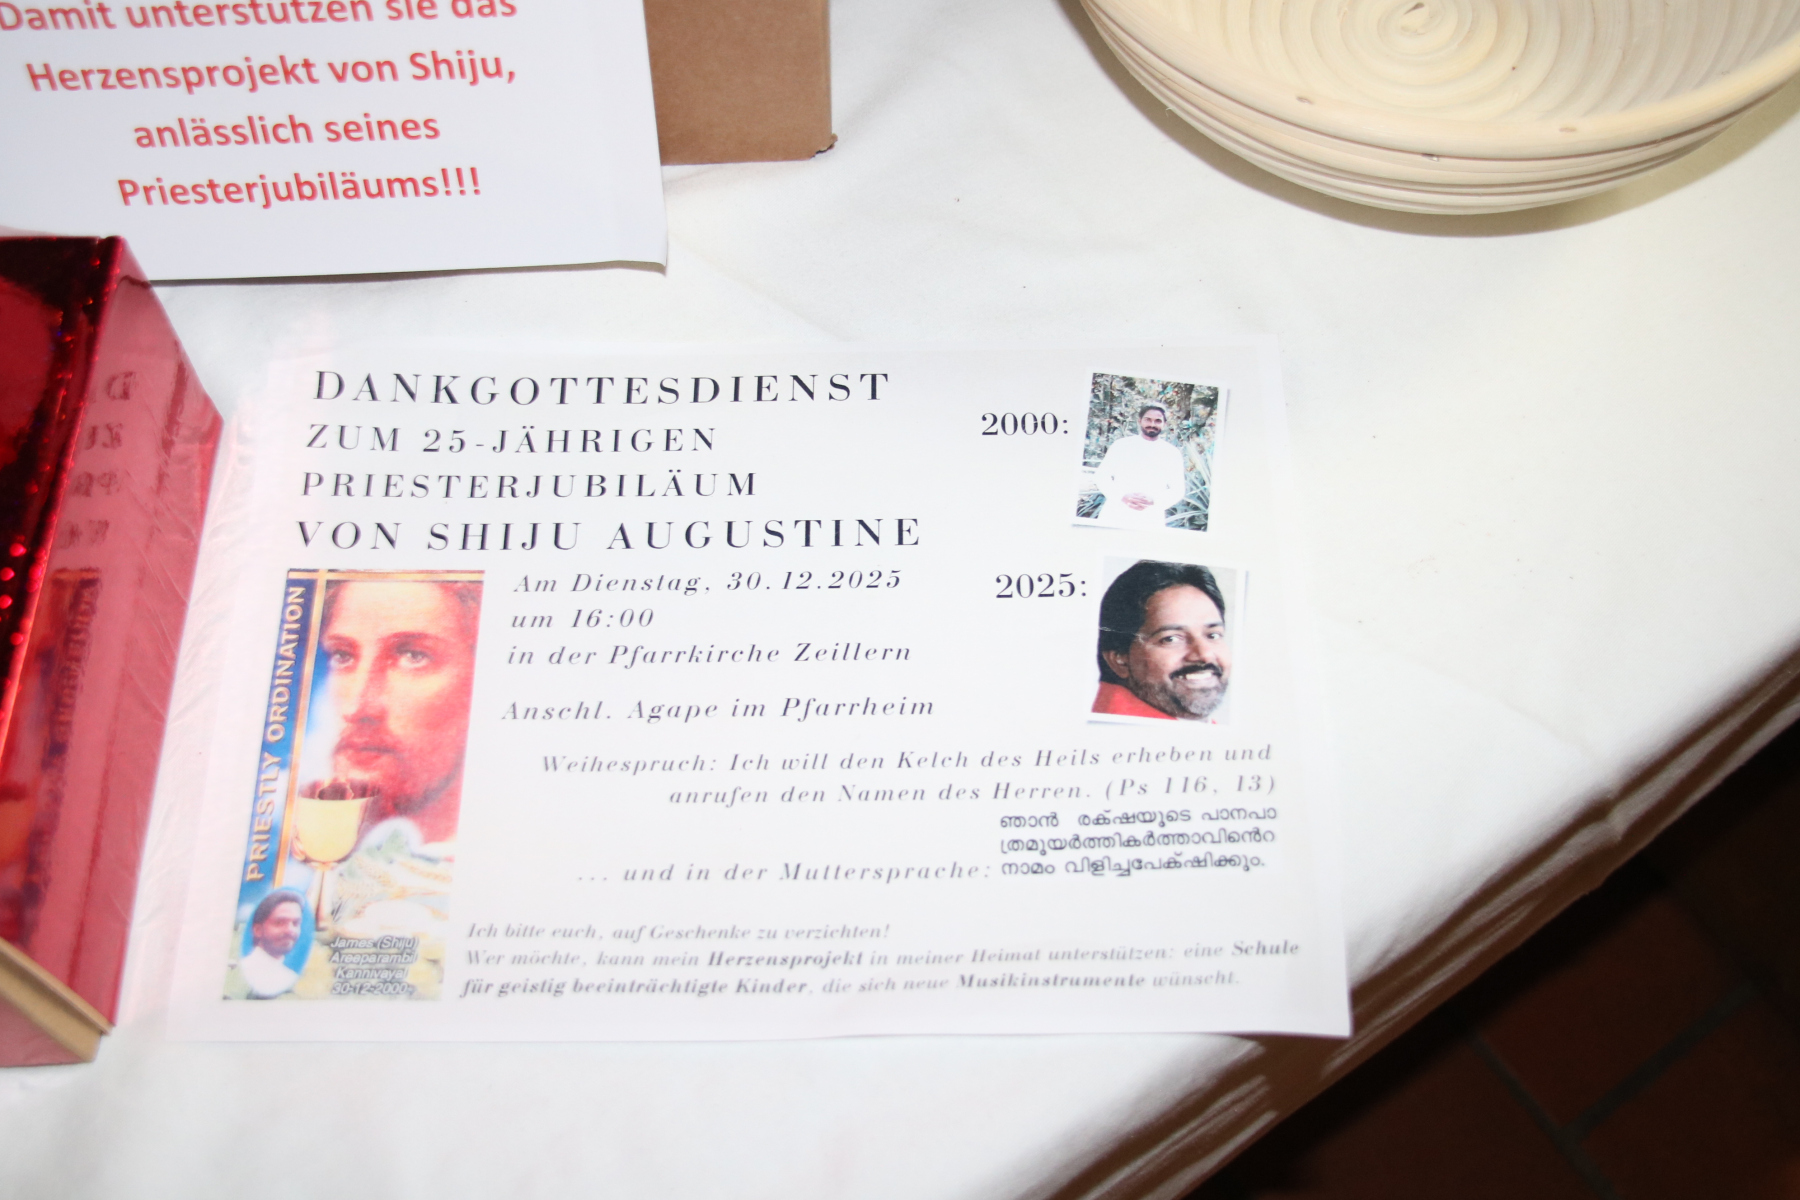 Damit unterstützen sie das
Herzensprojekt von Shiju,
anlässlich seines
Priesterjubiläums!!!
DANKGOTTESDIENST
ZUM 25-JÄHRIGEN
PRIESTERJUBILÄUM
VON SHIJU AUGUSTINE
2000:
2025:
Am Dienstag, 30.12.2025
um 16:00
in der Pfarrkirche Zeillern
Anschl. Agape im Pfarrheim
PRIESTLY ORDINATION
James (Shiju)
Areeparambil
Kannivayal
30-12-2000
Weihespruch: Ich will den Kelch des Heils erheben und
anrufen den Namen des Herren. (Ps 116, 13)
ഞാൻ രക്ഷയുടെ പാനപാ
ത്രമുയർത്തികർത്താവിൻെറ
... und in der Muttersprache: നാമം വിളിച്ചപേക്ഷിക്കും.
Ich bitte euch, auf Geschenke zu verzichten!
Wer möchte, kann mein Herzensprojekt in meiner Heimat unterstützen: eine Schule
für geistig beeinträchtigte Kinder, die sich neue Musikinstrumente wünscht.